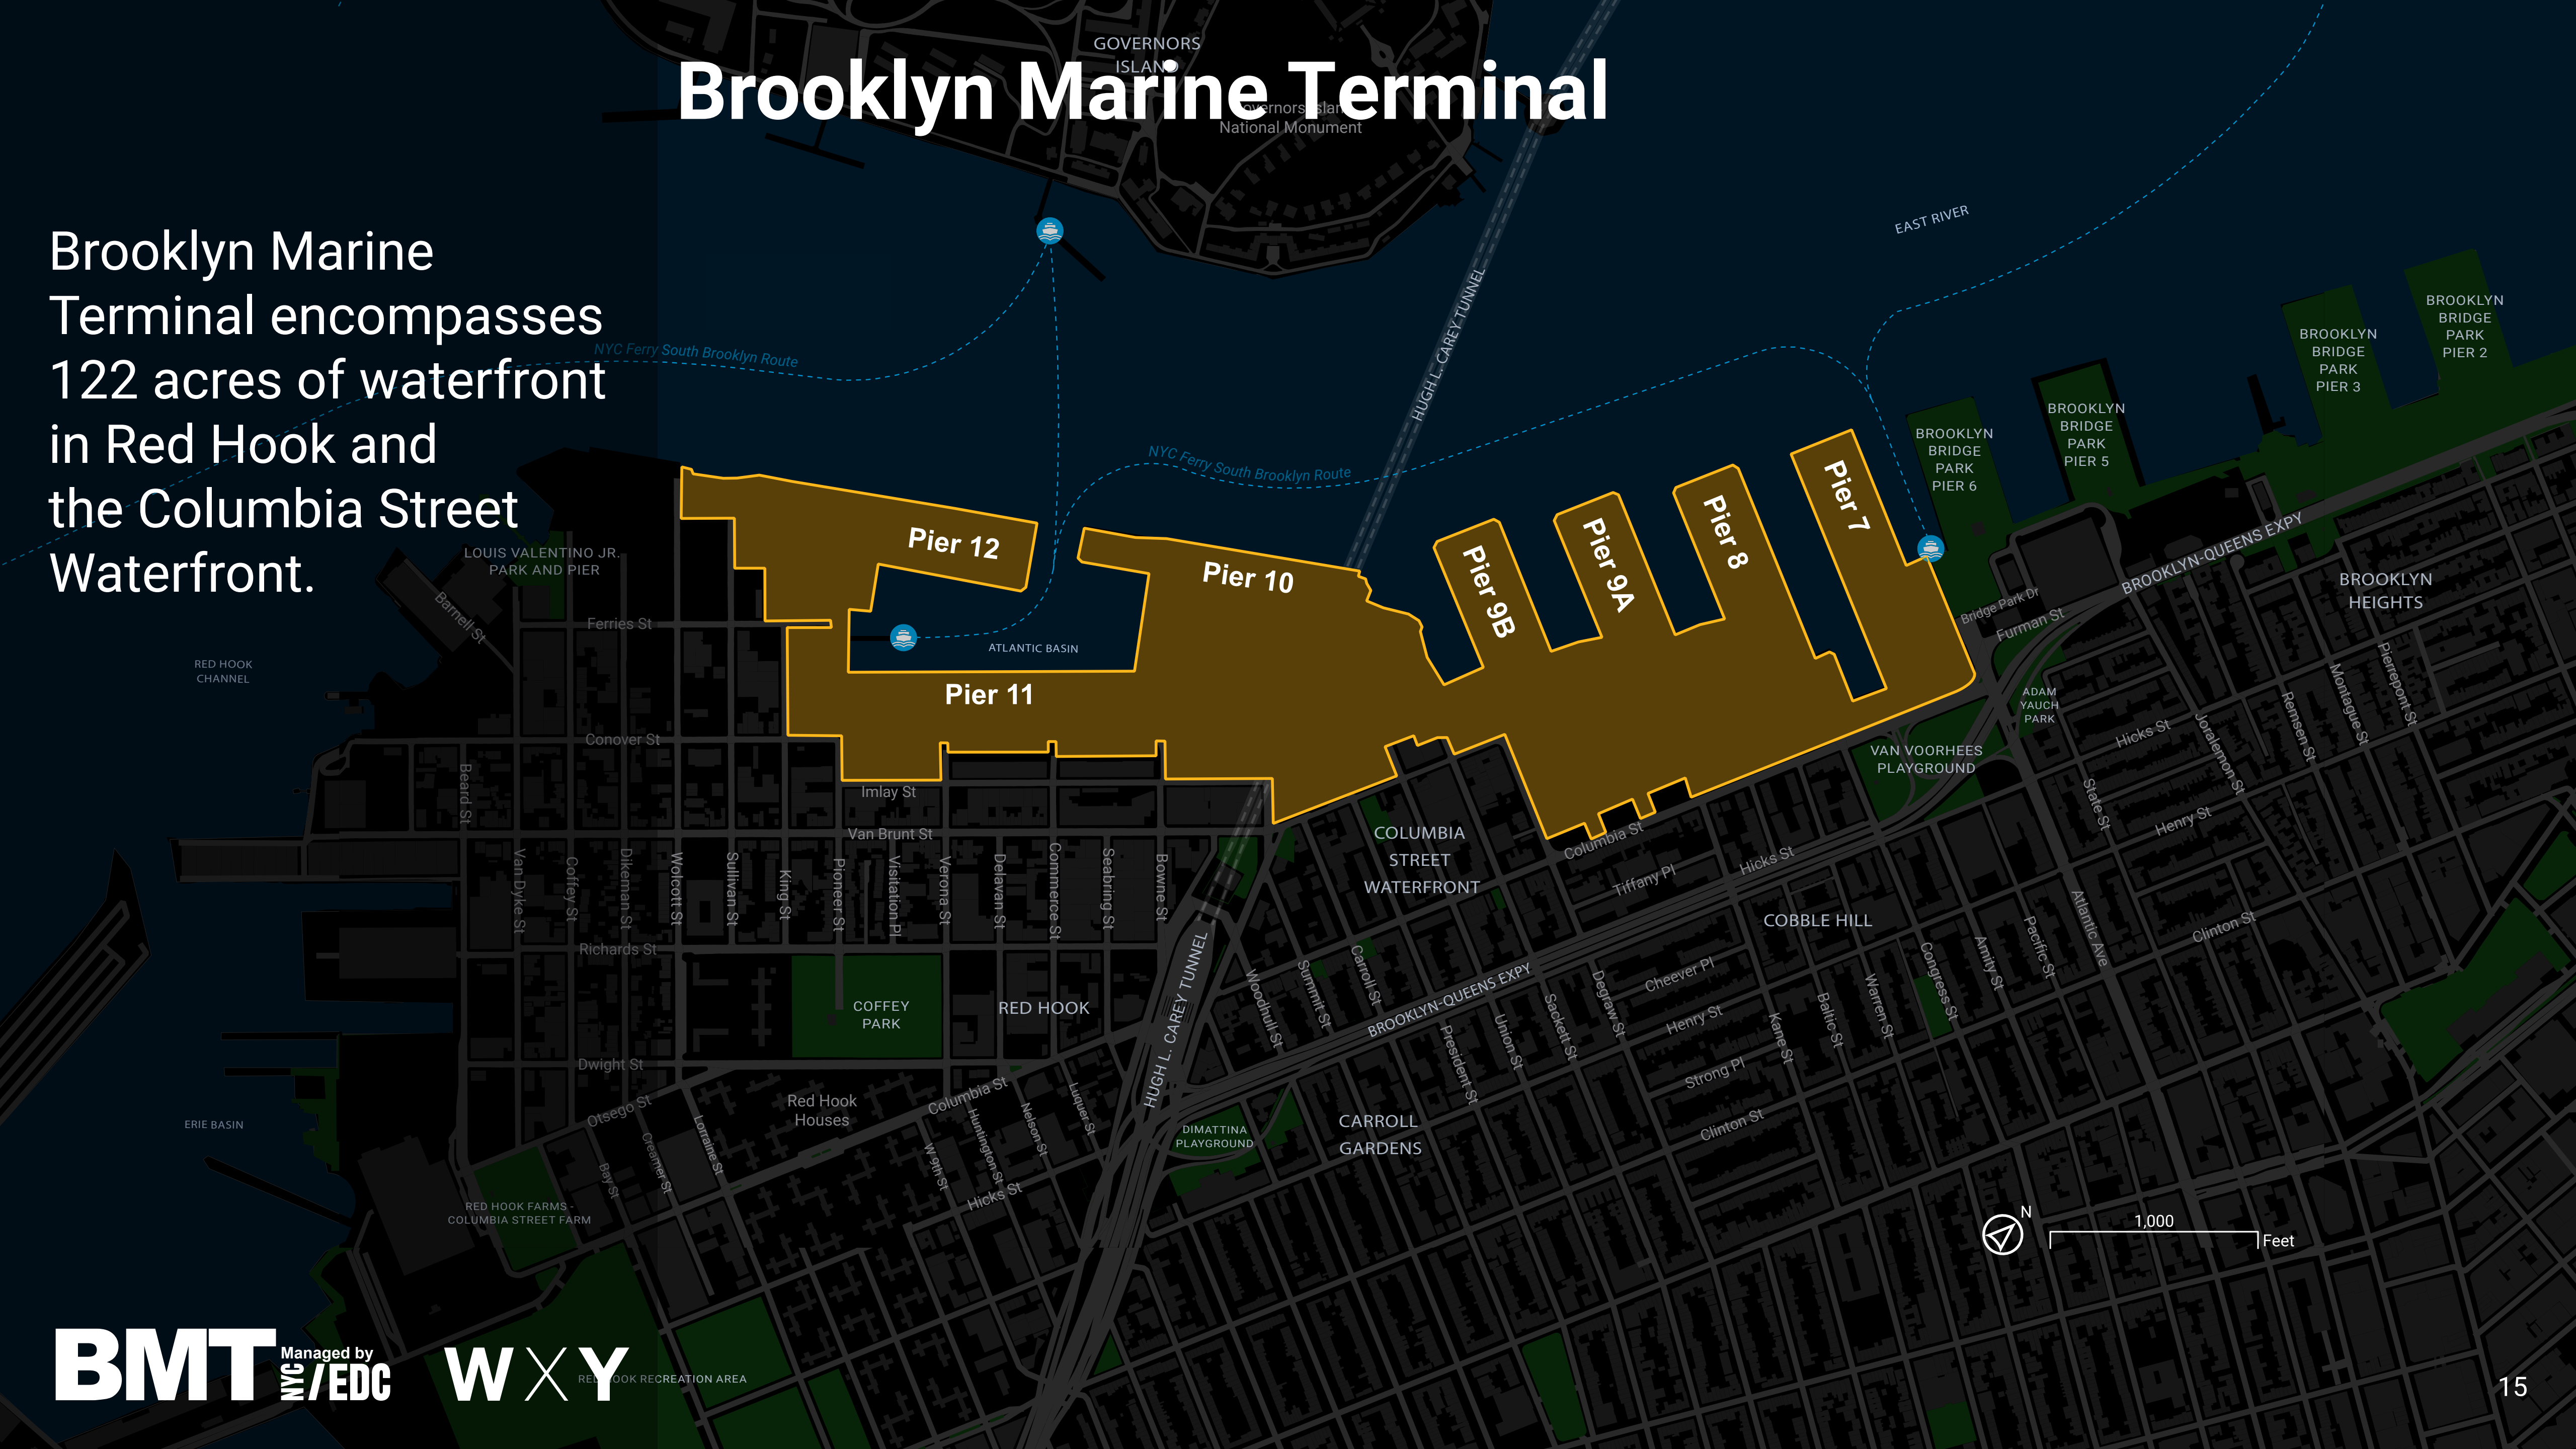 GOVERNORS
ISLAND
Brooklyn Marine Terminal
Governors Island
National Monument
Brooklyn Marine
Terminal encompasses
122 acres of waterfront
in Red Hook and
the Columbia Street
Waterfront.
EAST RIVER
HUGH L. CAREY TUNNEL
NYC Ferry South Brooklyn Route
NYC Ferry South Brooklyn Route
BROOKLYN
BRIDGE
PARK
PIER 2
BROOKLYN
BRIDGE
PARK
PIER 3
BROOKLYN
BRIDGE
PARK
PIER 5
BROOKLYN
BRIDGE
PARK
PIER 6
Pier 12
Pier 10
Pier 9B
Pier 9A
Pier 8
Pier 7
Pier 11
ATLANTIC BASIN
LOUIS VALENTINO JR.
PARK AND PIER
Barnell St
Ferries St
RED HOOK
CHANNEL
Conover St
Beard St
Imlay St
Van Brunt St
Van Dyke St
Coffey St
Dikeman St
Wolcott St
Sullivan St
King St
Pioneer St
Visitation Pl
Verona St
Delavan St
Commerce St
Seabring St
Bowne St
Richards St
COFFEY
PARK
RED HOOK
Dwight St
Otsego St
Red Hook
Houses
Columbia St
Lorraine St
Creamer St
Bay St
W 9th St
Huntington St
Nelson St
Luquer St
Hicks St
HUGH L. CAREY TUNNEL
ERIE BASIN
RED HOOK FARMS -
COLUMBIA STREET FARM
RED HOOK RECREATION AREA
BROOKLYN-QUEENS EXPY
BROOKLYN
HEIGHTS
Bridge Park Dr
Furman St
ADAM
YAUCH
PARK
VAN VOORHEES
PLAYGROUND
Hicks St
Joralemon St
Remsen St
Montague St
Pierrepont St
State St
Henry St
Atlantic Ave
Clinton St
COLUMBIA
STREET
WATERFRONT
Columbia St
Tiffany Pl
Hicks St
COBBLE HILL
Woodhull St
Summit St
Carroll St
BROOKLYN-QUEENS EXPY
President St
Union St
Sackett St
Degraw St
Cheever Pl
Henry St
Strong Pl
Clinton St
Kane St
Baltic St
Warren St
Congress St
Amity St
Pacific St
DIMATTINA
PLAYGROUND
CARROLL
GARDENS
N
1,000
Feet
BMT
Managed by
NYC/EDC
WXY
15